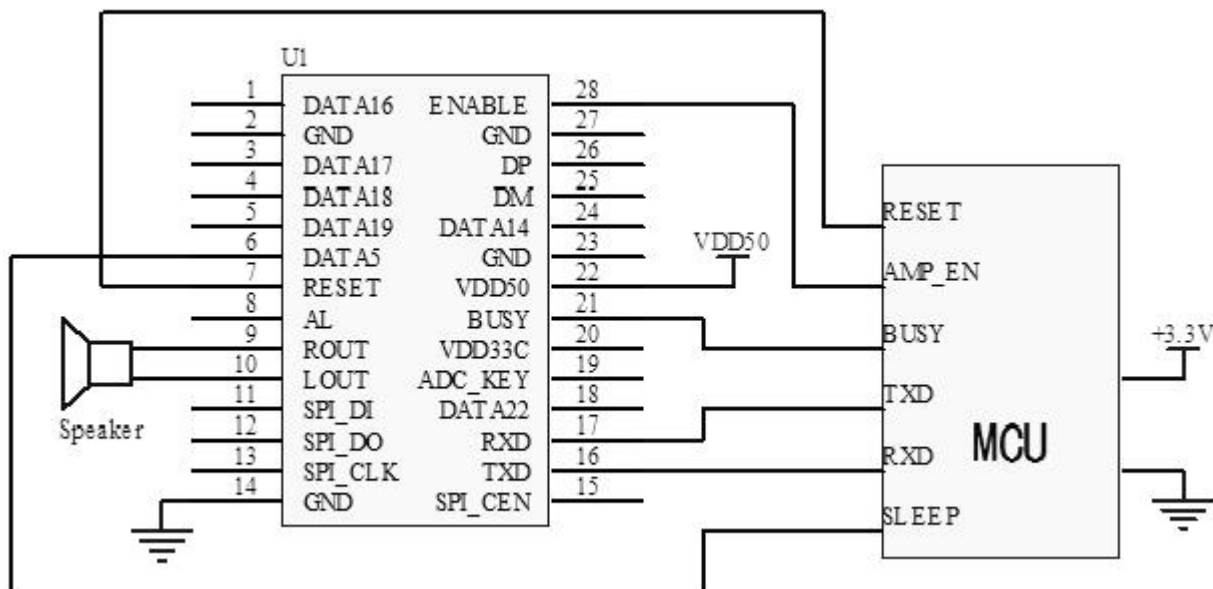 U1
1 DATA16 ENABLE 28
2 GND GND 27
3 DATA17 DP 26
4 DATA18 DM 25
5 DATA19 DATA14 24
6 DATA5 GND 23
7 RESET VDD50 22
8 AL BUSY 21
9 ROUT VDD33C 20
10 LOUT ADC_KEY 19
11 SPI_DI DATA22 18
12 SPI_DO RXD 17
13 SPI_CLK TXD 16
14 GND SPI_CEN 15
Speaker
VDD50
RESET
AMP_EN
BUSY
TXD
RXD
SLEEP
MCU
+3.3V